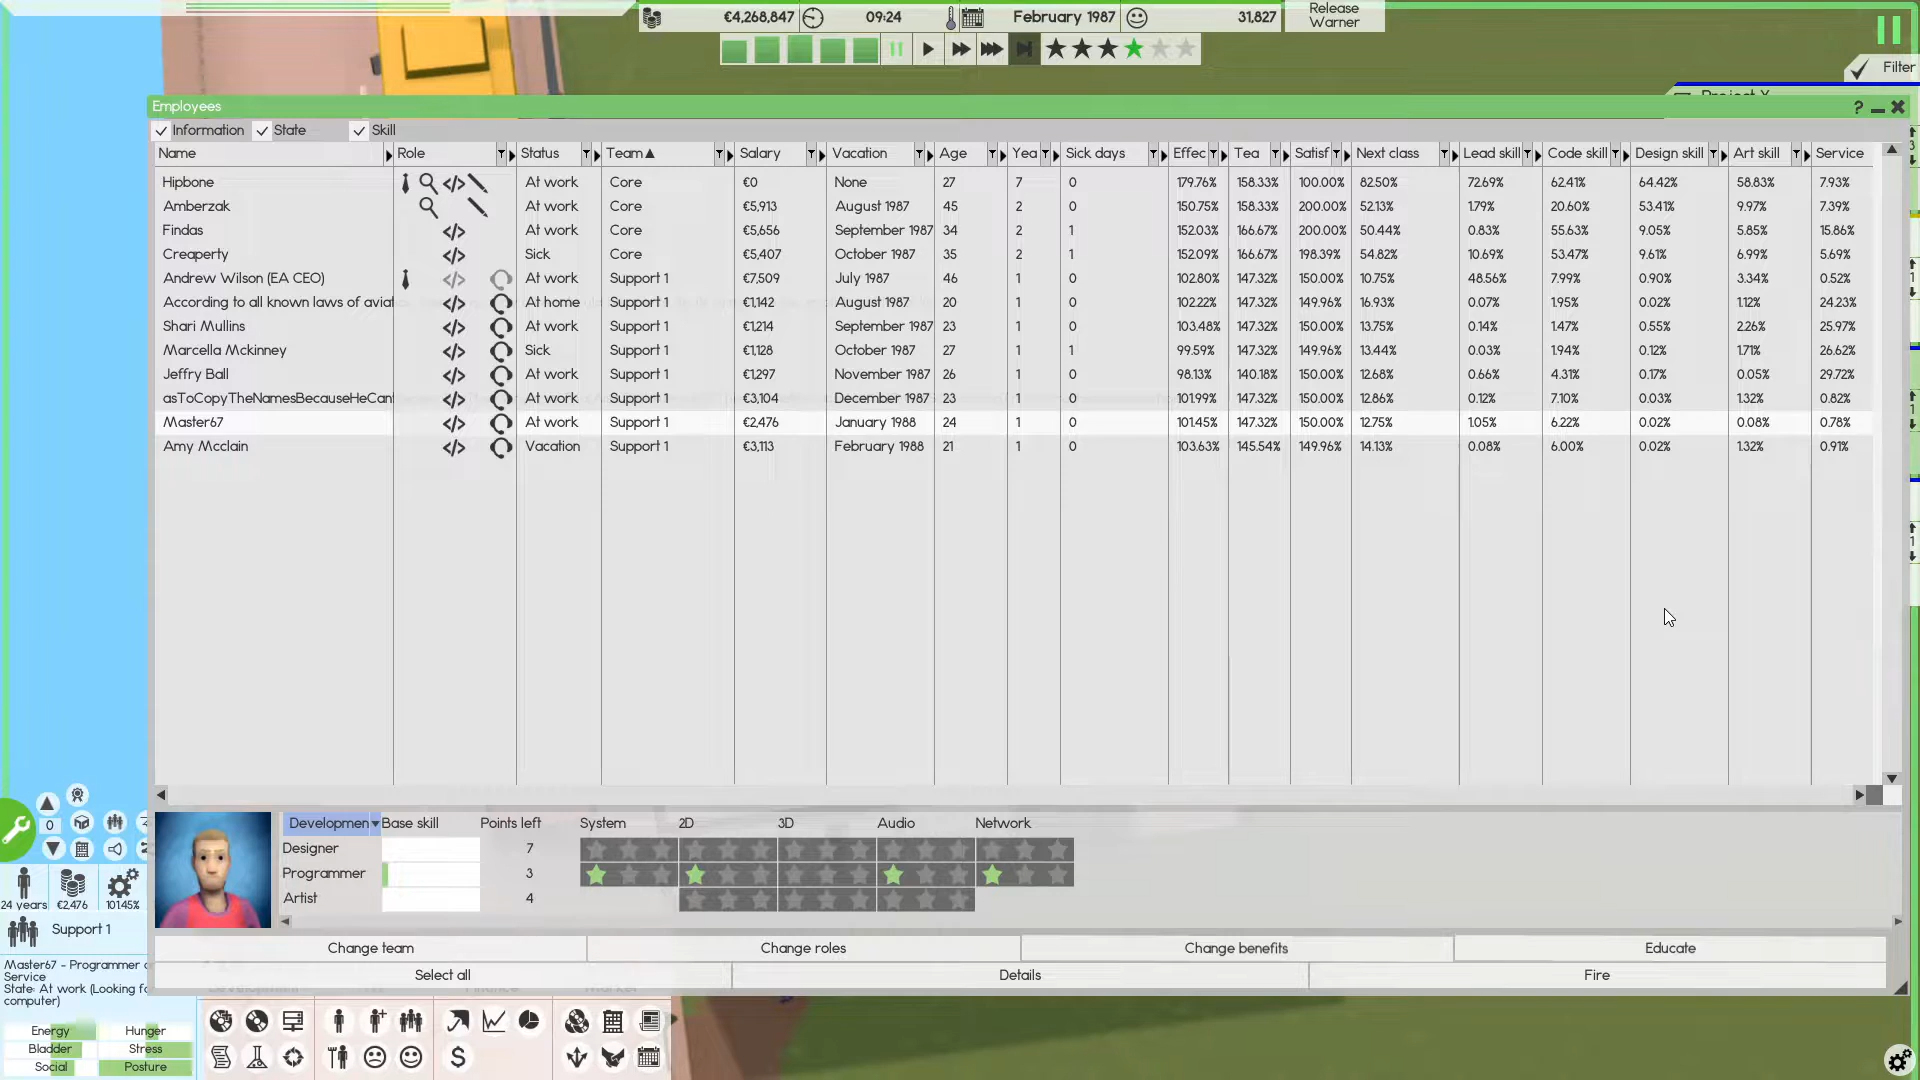 €4,268,847 09:24 February 1987 31,827 Release Warner
Filter
Employees ?
Information State Skill
Name Role Status Team Salary Vacation Age Yea Sick days Effec Tea Satisf Next class Lead skill Code skill Design skill Art skill Service
Hipbone At work Core €0 None 27 7 0 179.76% 158.33% 100.00% 82.50% 72.69% 62.41% 64.42% 58.83% 7.93%
Amberzak At work Core €5,913 August 1987 45 2 0 150.75% 158.33% 200.00% 52.13% 1.79% 20.60% 53.41% 9.97% 7.39%
Findas At work Core €5,656 September 1987 34 2 1 152.03% 166.67% 200.00% 50.44% 0.83% 55.63% 9.05% 5.85% 15.86%
Creaperty Sick Core €5,407 October 1987 35 2 1 152.09% 166.67% 198.39% 54.82% 10.69% 53.47% 9.61% 6.99% 5.69%
Andrew Wilson (EA CEO) At work Support 1 €7,509 July 1987 46 1 0 102.80% 147.32% 150.00% 10.75% 48.56% 7.99% 0.90% 3.34% 0.52%
According to all known laws of aviat At home Support 1 €1,142 August 1987 20 1 0 102.22% 147.32% 149.96% 16.93% 0.07% 1.95% 0.02% 1.12% 24.23%
Shari Mullins At work Support 1 €1,214 September 1987 23 1 0 103.48% 147.32% 150.00% 13.75% 0.14% 1.47% 0.55% 2.26% 25.97%
Marcella Mckinney Sick Support 1 €1,128 October 1987 27 1 1 99.59% 147.32% 149.96% 13.44% 0.03% 1.94% 0.12% 1.71% 26.62%
Jeffry Ball At work Support 1 €1,297 November 1987 26 1 0 98.13% 140.18% 150.00% 12.68% 0.66% 4.31% 0.17% 0.05% 29.72%
asToCopyTheNamesBecauseHeCant At work Support 1 €3,104 December 1987 23 1 0 101.99% 147.32% 150.00% 12.86% 0.12% 7.10% 0.03% 1.32% 0.82%
Master67 At work Support 1 €2,476 January 1988 24 1 0 101.45% 147.32% 150.00% 12.75% 1.05% 6.22% 0.02% 0.08% 0.78%
Amy Mcclain Vacation Support 1 €3,113 February 1988 21 1 0 103.63% 145.54% 149.96% 14.13% 0.08% 6.00% 0.02% 1.32% 0.91%
0
Developmen Base skill Points left System 2D 3D Audio Network
Designer 7
Programmer 3
Artist 4
24 years €2,476 101.45%
Support 1
Change team Change roles Change benefits Educate
Select all Details Fire
Master67 - Programmer
Service
State: At work (Looking fo
computer)
Energy Hunger
Bladder Stress
Social Posture